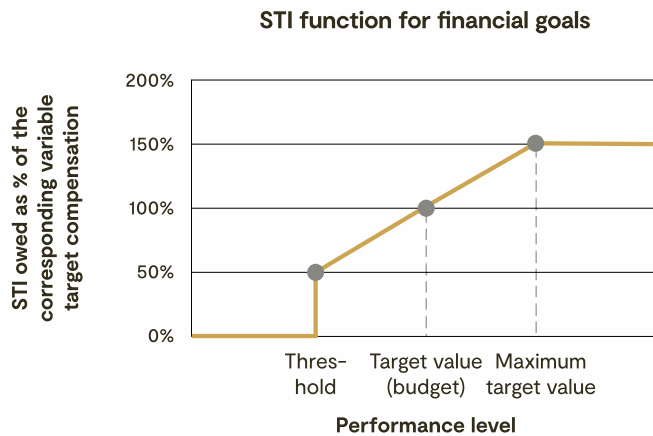 STI function for financial goals
STI owed as % of the
corresponding variable
target compensation
200%
150%
100%
50%
0%
Thres-
hold
Target value
(budget)
Maximum
target value
Performance level